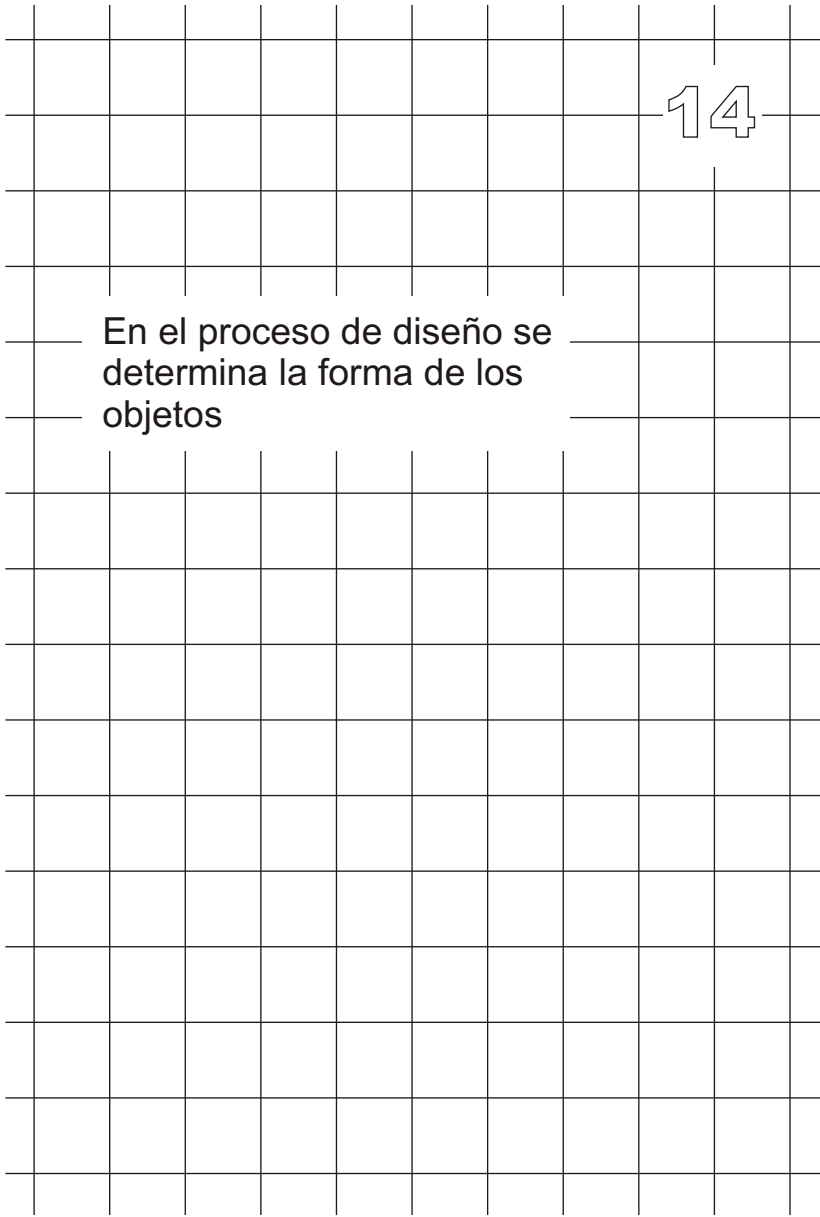 14
En el proceso de diseño se
determina la forma de los
objetos